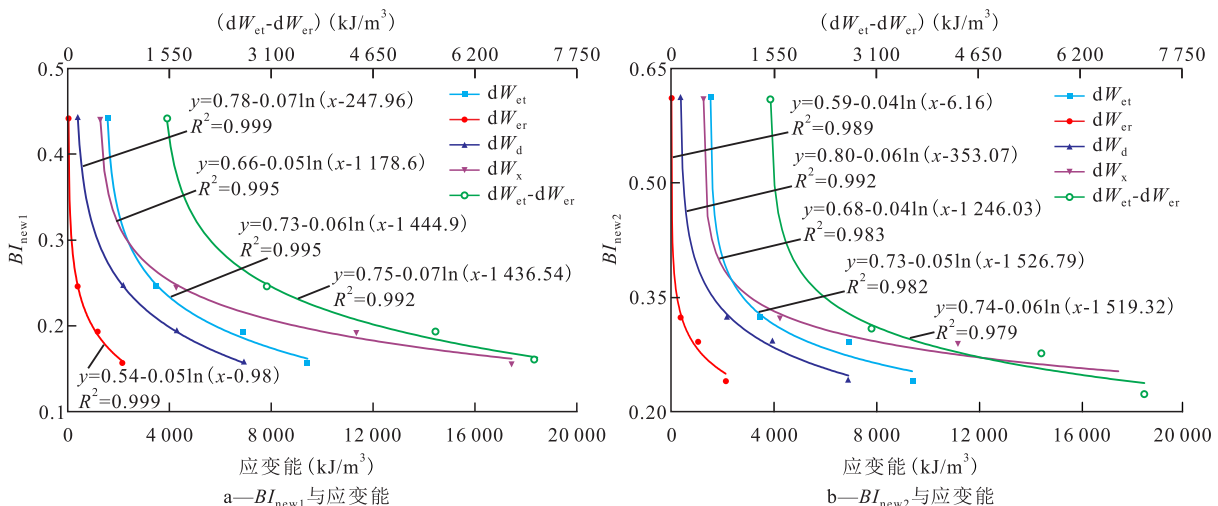 (dWet-dWer) (kJ/m³)
0 1 550 3 100 4 650 6 200 7 750
0.5
0.4
0.3
0.2
0.1
BInew1
y=0.78-0.07ln(x-247.96)
R²=0.999
y=0.66-0.05ln(x-1 178.6)
R²=0.995
y=0.73-0.06ln(x-1 444.9)
R²=0.995
y=0.75-0.07ln(x-1 436.54)
R²=0.992
y=0.54-0.05ln(x-0.98)
R²=0.999
dWet
dWer
dWd
dWx
dWet-dWer
0 4 000 8 000 12 000 16 000 20 000
应变能(kJ/m³)
a—BInew1与应变能
(dWet-dWer) (kJ/m³)
0 1 550 3 100 4 650 6 200 7 750
0.65
0.50
0.35
0.20
BInew2
y=0.59-0.04ln(x-6.16)
R²=0.989
y=0.80-0.06ln(x-353.07)
R²=0.992
y=0.68-0.04ln(x-1 246.03)
R²=0.983
y=0.73-0.05ln(x-1 526.79)
R²=0.982
y=0.74-0.06ln(x-1 519.32)
R²=0.979
dWet
dWer
dWd
dWx
dWet-dWer
0 4 000 8 000 12 000 16 000 20 000
应变能(kJ/m³)
b—BInew2与应变能